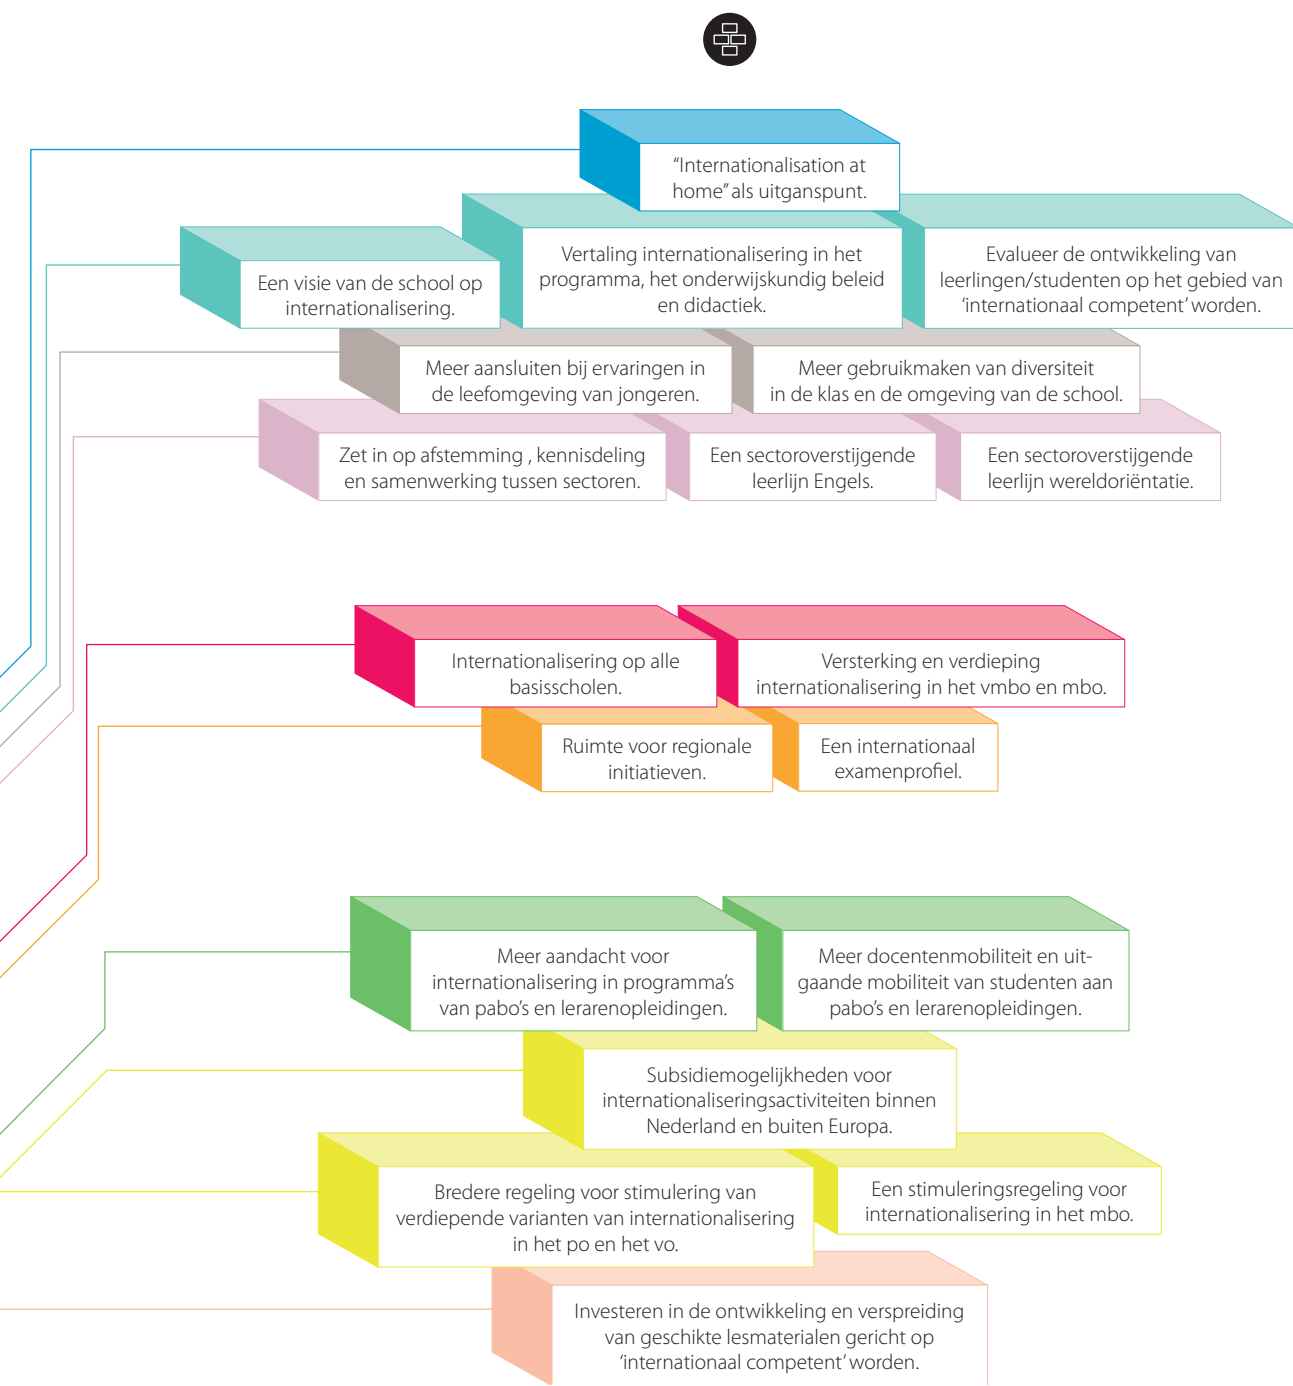 “Internationalisation at
home” als uitganspunt.
Een visie van de school op
internationalisering.
Vertaling internationalisering in het
programma, het onderwijskundig beleid
en didactiek.
Evalueer de ontwikkeling van
leerlingen/studenten op het gebied van
‘internationaal competent’ worden.
Meer aansluiten bij ervaringen in
de leefomgeving van jongeren.
Meer gebruikmaken van diversiteit
in de klas en de omgeving van de school.
Zet in op afstemming , kennisdeling
en samenwerking tussen sectoren.
Een sectoroverstijgende
leerlijn Engels.
Een sectoroverstijgende
leerlijn wereldoriëntatie.
Internationalisering op alle
basisscholen.
Versterking en verdieping
internationalisering in het vmbo en mbo.
Ruimte voor regionale
initiatieven.
Een internationaal
examenprofiel.
Meer aandacht voor
internationalisering in programma’s
van pabo’s en lerarenopleidingen.
Meer docentenmobiliteit en uit-
gaande mobiliteit van studenten aan
pabo’s en lerarenopleidingen.
Subsidiemogelijkheden voor
internationaliseringsactiviteiten binnen
Nederland en buiten Europa.
Bredere regeling voor stimulering van
verdiepende varianten van internationalisering
in het po en het vo.
Een stimuleringsregeling voor
internationalisering in het mbo.
Investeren in de ontwikkeling en verspreiding
van geschikte lesmaterialen gericht op
‘internationaal competent’ worden.